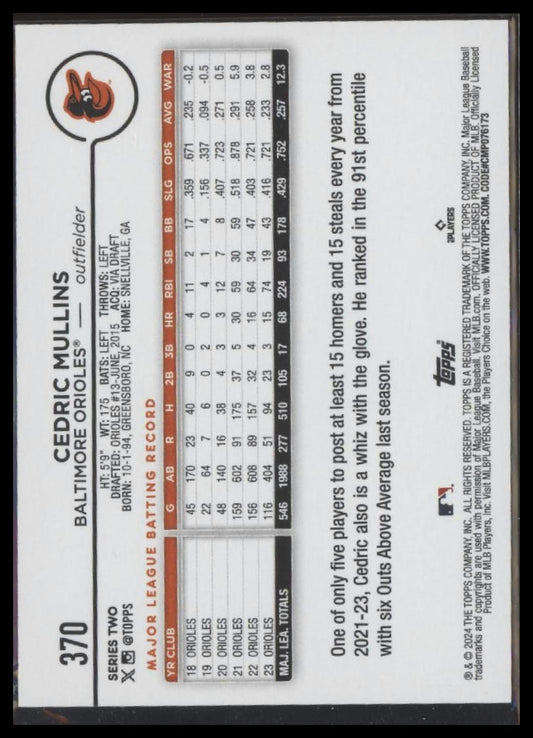 370
CEDRIC MULLINS
BALTIMORE ORIOLES® — outfielder
SERIES TWO
@TOPPS
HT: 5'9" WT: 175 BATS: LEFT THROWS: LEFT
DRAFTED: ORIOLES #13-JUNE, 2015 ACQ: VIA DRAFT
BORN: 10-1-94, GREENSBORO, NC HOME: SNELLVILLE, GA
MAJOR LEAGUE BATTING RECORD
YR CLUB G AB R H 2B 3B HR RBI SB BB SLG OPS AVG WAR
18 ORIOLES 45 170 23 40 9 0 4 11 2 17 .359 .671 .235 -0.2
19 ORIOLES 22 64 7 6 0 2 0 4 1 4 .156 .337 .094 -0.5
20 ORIOLES 48 140 16 38 4 3 3 12 7 8 .407 .723 .271 0.5
21 ORIOLES 159 602 91 175 37 5 30 59 30 59 .518 .878 .291 5.9
22 ORIOLES 156 608 89 157 32 4 16 64 34 47 .403 .721 .258 3.8
23 ORIOLES 116 404 51 94 23 3 15 74 19 43 .416 .721 .233 2.8
MAJ. LEA. TOTALS 546 1988 277 510 105 17 68 224 93 178 .429 .752 .257 12.3
One of only five players to post at least 15 homers and 15 steals every year from
2021-23, Cedric also is a whiz with the glove. He ranked in the 91st percentile
with six Outs Above Average last season.
Topps
PLAYERS
® & © 2024 THE TOPPS COMPANY, INC. ALL RIGHTS RESERVED. TOPPS IS A REGISTERED TRADEMARK OF THE TOPPS COMPANY, INC. Major League Baseball
trademarks and copyrights are used with permission of Major League Baseball. Visit MLB.com. OFFICIALLY LICENSED PRODUCT OF MLB. Officially Licensed
Product of MLB Players, Inc. Visit MLBPLAYERS.COM, the Players Choice on the web. WWW.TOPPS.COM. CODE#CMP076173